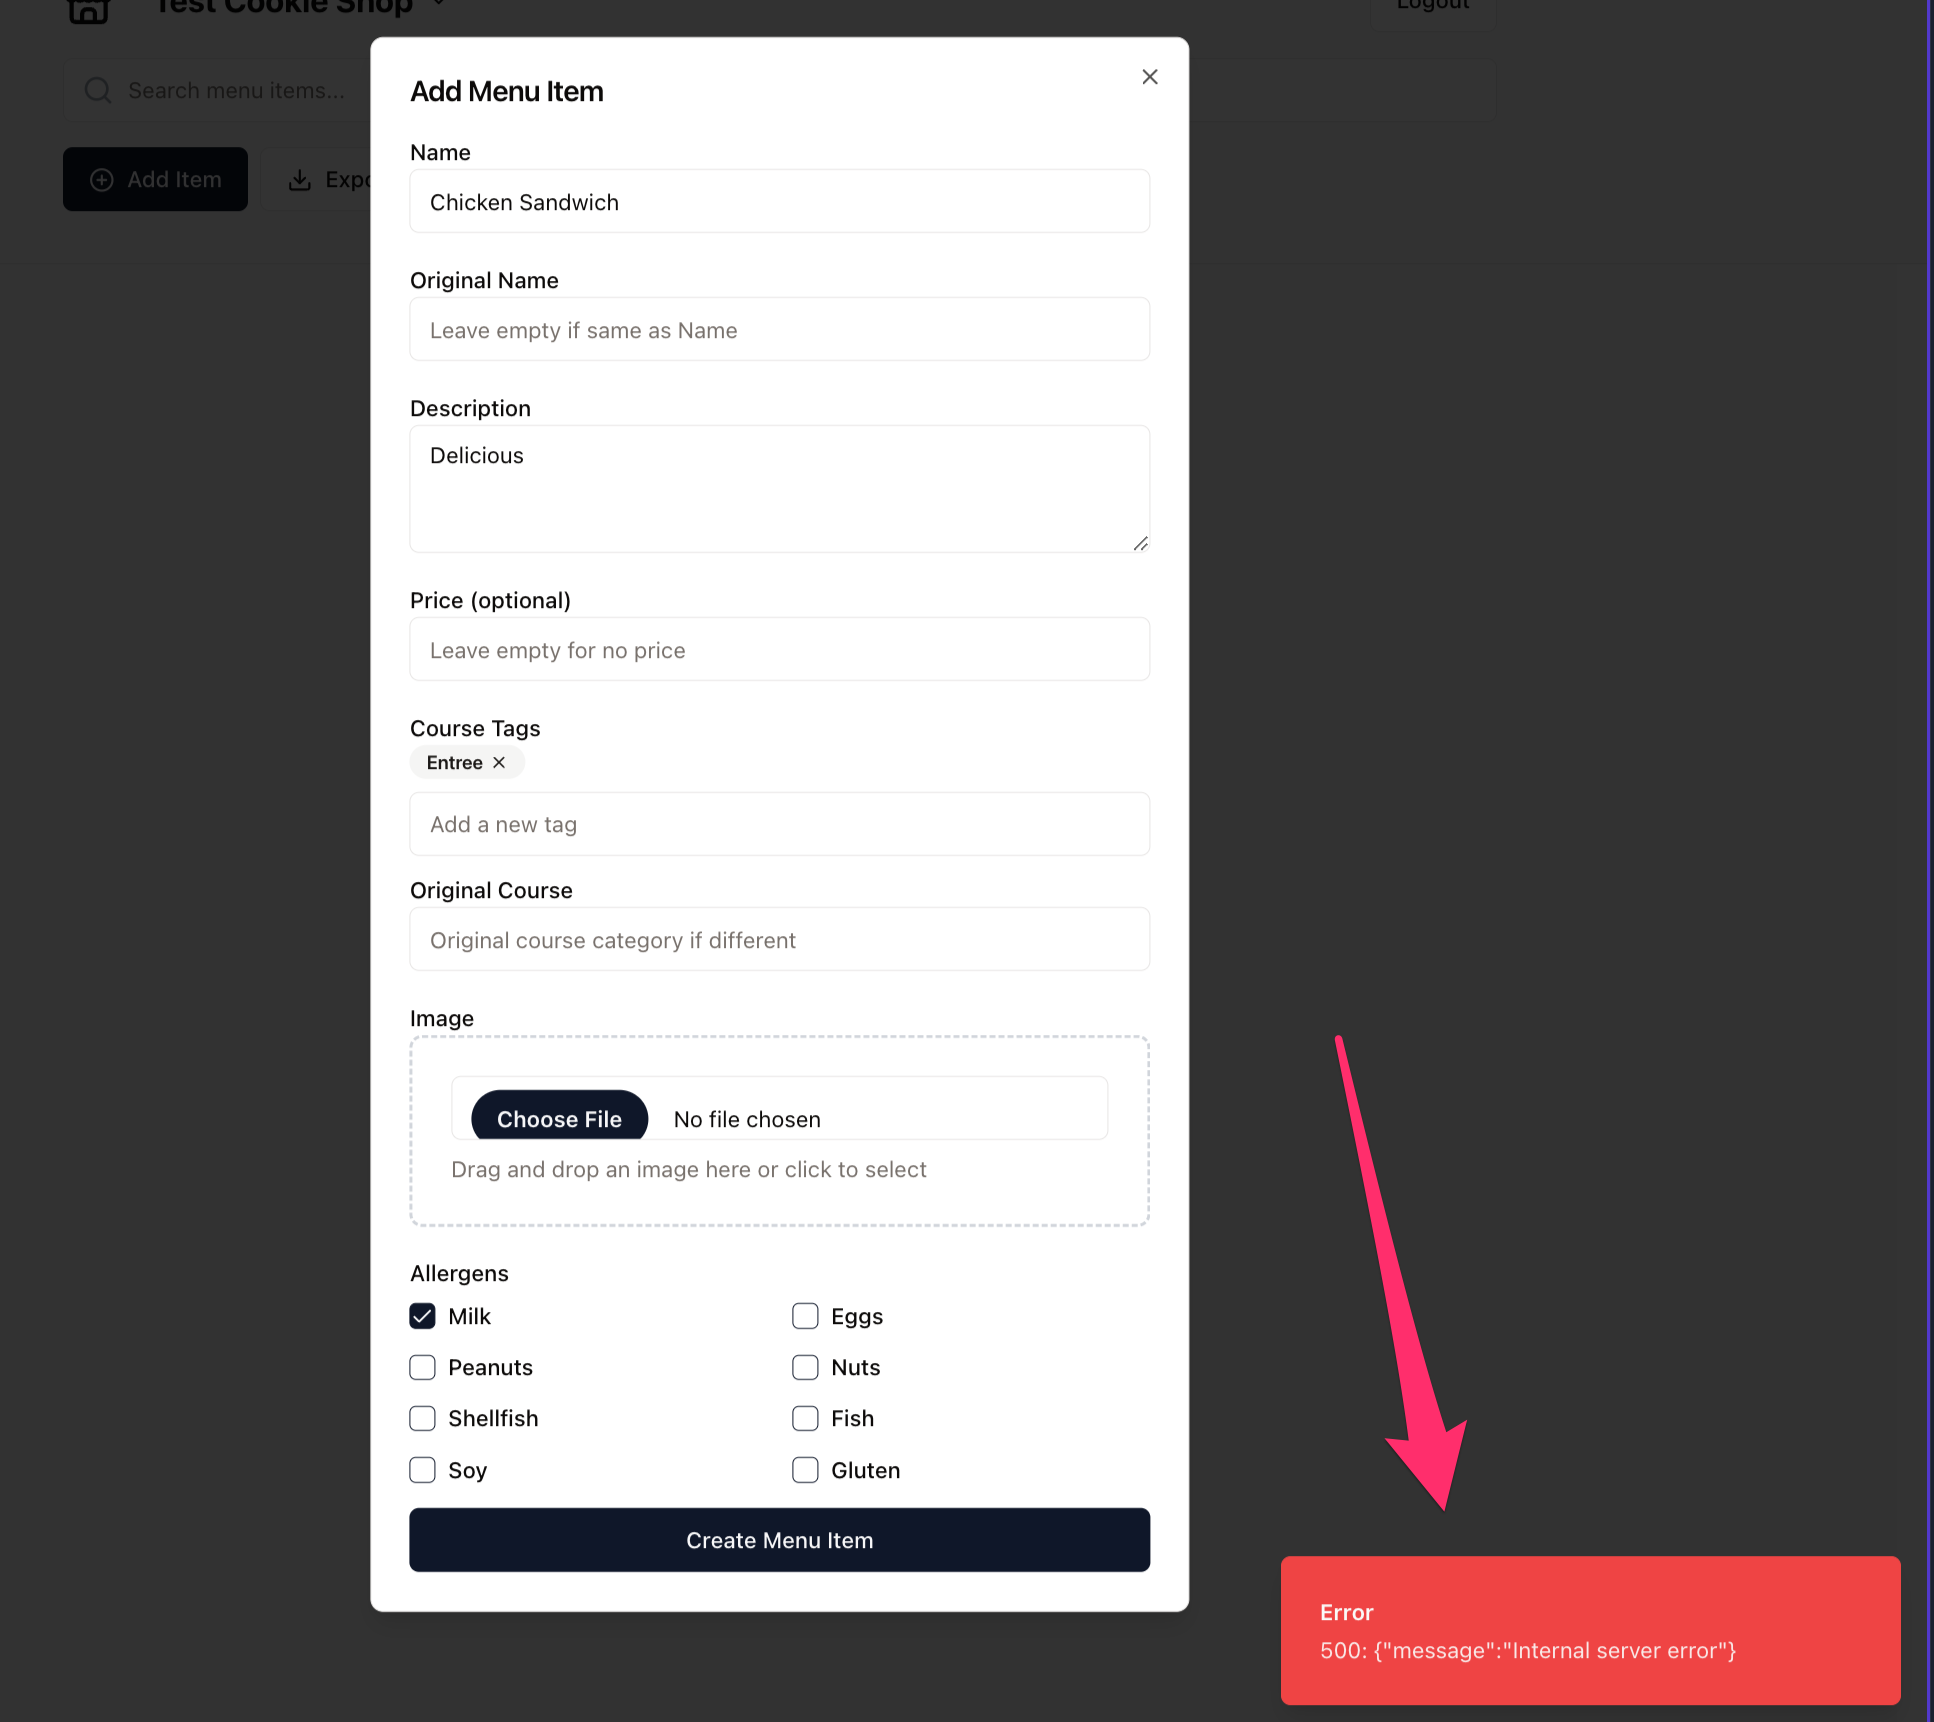 Test Cookie Shop
Logout
Search menu items...
Add Item
Expo
Add Menu Item
Name
Chicken Sandwich
Original Name
Leave empty if same as Name
Description
Delicious
Price (optional)
Leave empty for no price
Course Tags
Entree
Add a new tag
Original Course
Original course category if different
Image
Choose File No file chosen
Drag and drop an image here or click to select
Allergens
Milk Eggs
Peanuts Nuts
Shellfish Fish
Soy Gluten
Create Menu Item
Error
500: {"message":"Internal server error"}